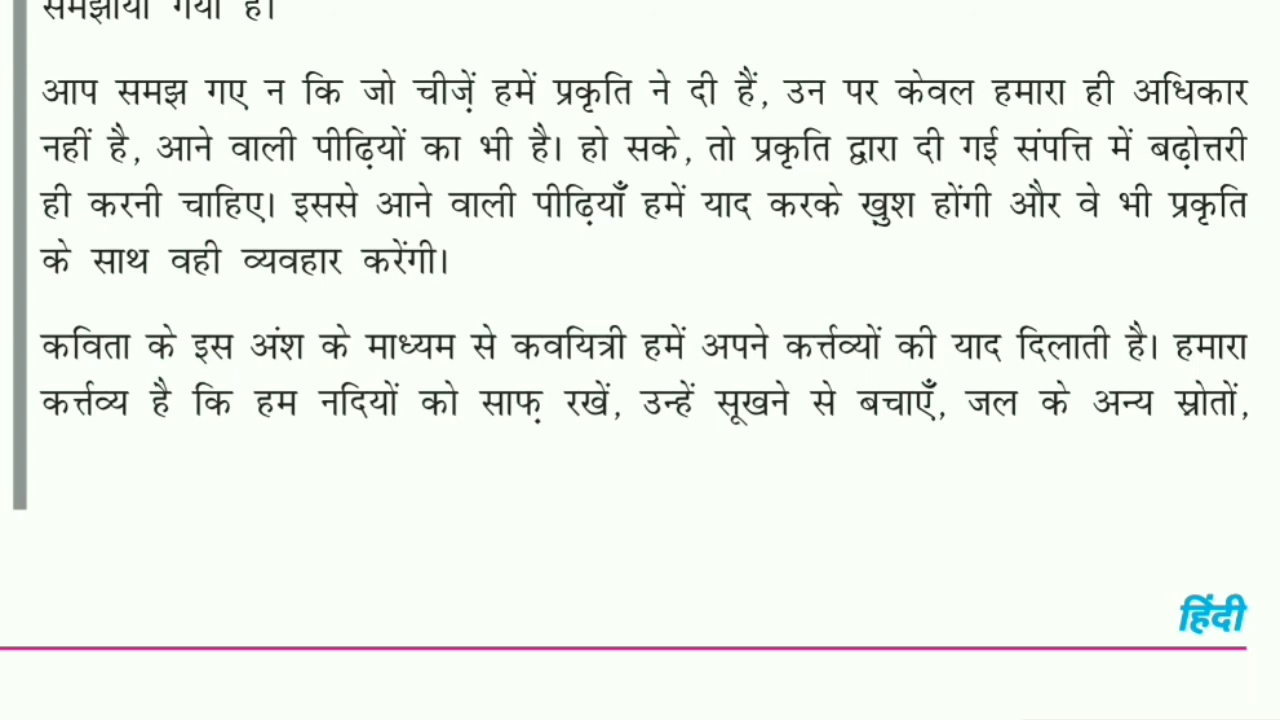 समझाया गया है।
आप समझ गए न कि जो चीज़ें हमें प्रकृति ने दी हैं, उन पर केवल हमारा ही अधिकार
नहीं है, आने वाली पीढ़ियों का भी है। हो सके, तो प्रकृति द्वारा दी गई संपत्ति में बढ़ोत्तरी
ही करनी चाहिए। इससे आने वाली पीढ़ियाँ हमें याद करके ख़ुश होंगी और वे भी प्रकृति
के साथ वही व्यवहार करेंगी।
कविता के इस अंश के माध्यम से कवयित्री हमें अपने कर्त्तव्यों की याद दिलाती है। हमारा
कर्त्तव्य है कि हम नदियों को साफ़ रखें, उन्हें सूखने से बचाएँ, जल के अन्य स्रोतों,
हिंदी